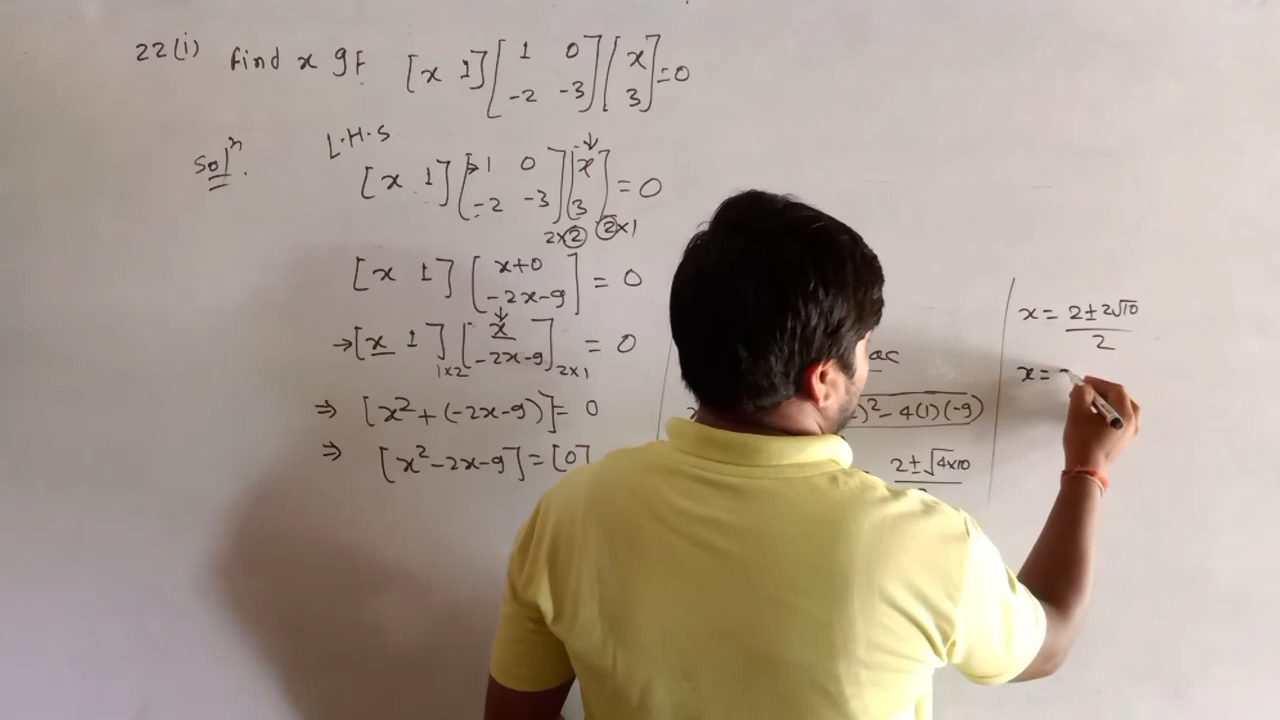 22(i) Find x If [x 1] [1 0 -2 -3] [x 3] = 0
Solⁿ.
L.H.S
[x 1] [1 0 -2 -3] [x 3] = 0
2×2 2×1
[x 1] [x+0 -2x-9] = 0
→ [x 1]1×2 [x -2x-9]2×1 = 0
⇒ [x²+(-2x-9)] = 0
⇒ [x²-2x-9] = [0]
ac
)²-4(1)(-9)
2±√4×10
x = 2±2√10 / 2
x =